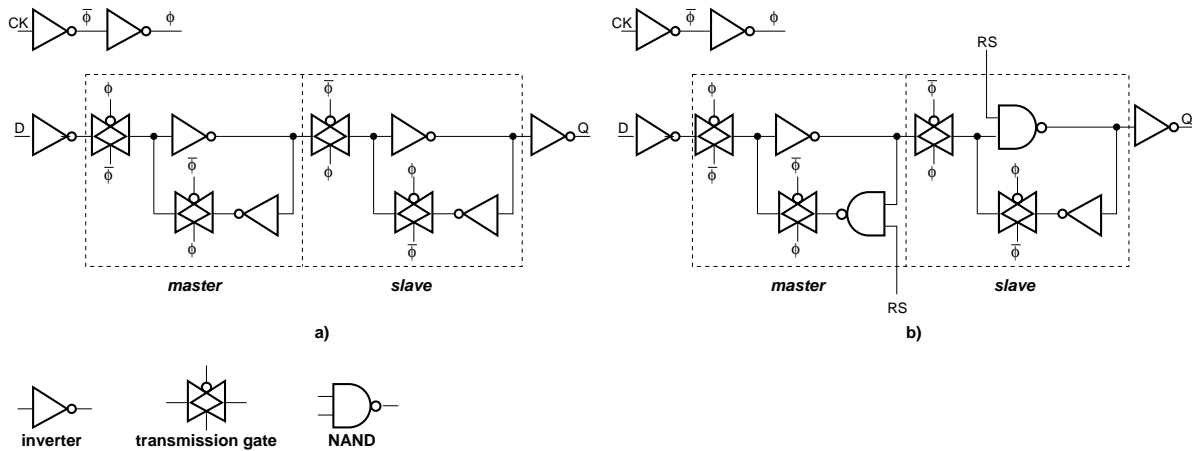 CK φ̅ φ
CK φ̅ φ
RS
φ φ̅
φ φ̅
D Q
D Q
φ̅ φ̅ φ φ
φ̅ φ̅ φ φ
φ φ̅
φ φ̅
master slave
master slave
RS
a)
b)
inverter transmission gate NAND